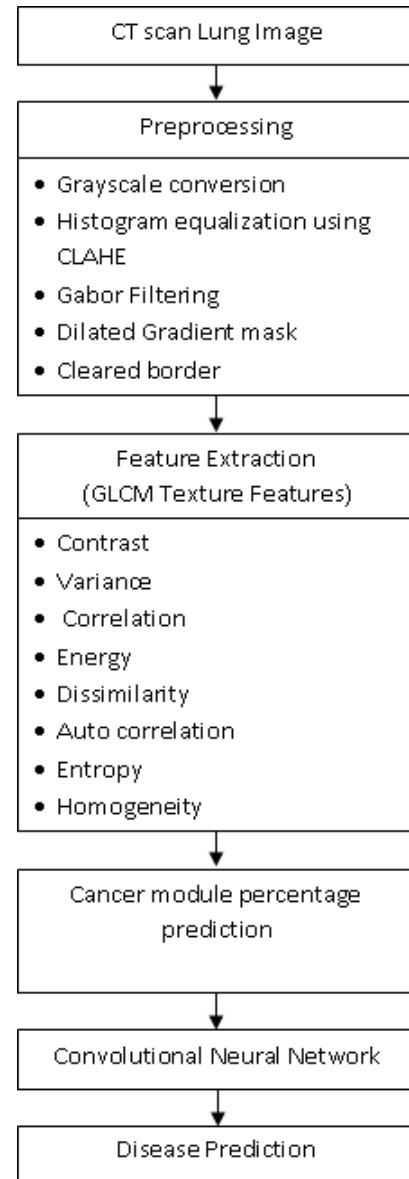 CT scan Lung Image
Preprocessing
• Grayscale conversion
• Histogram equalization using
CLAHE
• Gabor Filtering
• Dilated Gradient mask
• Cleared border
Feature Extraction
(GLCM Texture Features)
• Contrast
• Variance
• Correlation
• Energy
• Dissimilarity
• Auto correlation
• Entropy
• Homogeneity
Cancer module percentage
prediction
Convolutional Neural Network
Disease Prediction